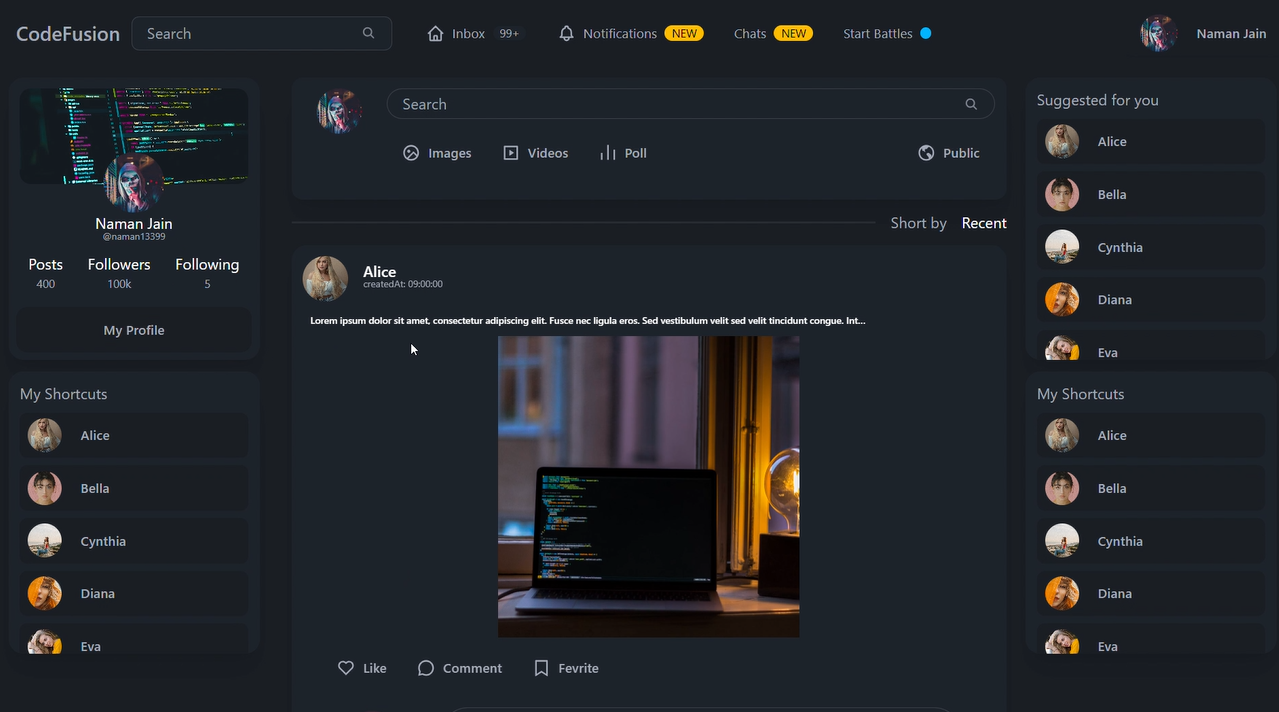 CodeFusion
Search
Inbox 99+
Notifications NEW
Chats NEW
Start Battles
Naman Jain
Naman Jain
@naman13399
Posts Followers Following
400 100k 5
My Profile
My Shortcuts
Alice
Bella
Cynthia
Diana
Eva
Search
Images Videos Poll Public
Short by Recent
Alice
createdAt: 09:00:00
Lorem ipsum dolor sit amet, consectetur adipiscing elit. Fusce nec ligula eros. Sed vestibulum velit sed velit tincidunt congue. Int...
Like Comment Fevrite
Suggested for you
Alice
Bella
Cynthia
Diana
Eva
My Shortcuts
Alice
Bella
Cynthia
Diana
Eva